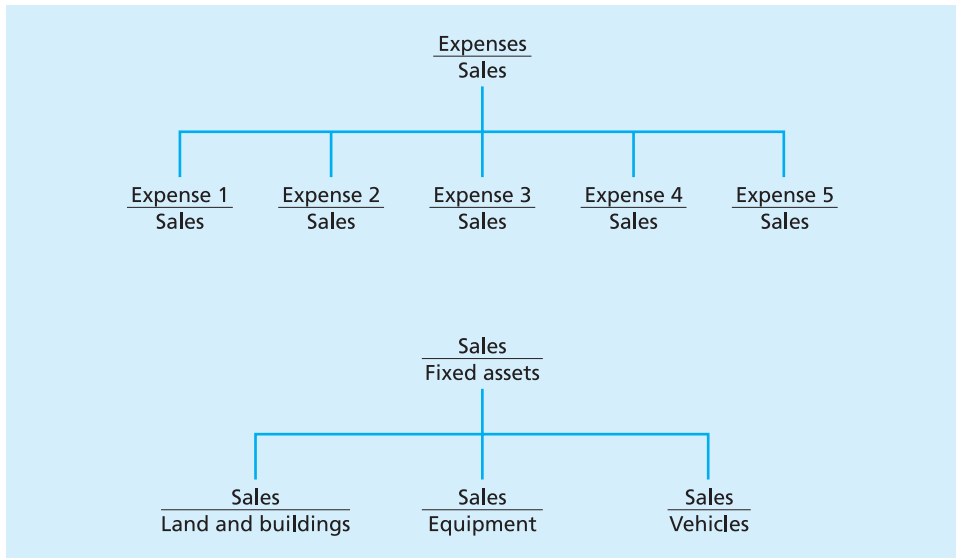 Expenses
Sales
Expense 1 Expense 2 Expense 3 Expense 4 Expense 5
Sales Sales Sales Sales Sales
Sales
Fixed assets
Sales Sales Sales
Land and buildings Equipment Vehicles